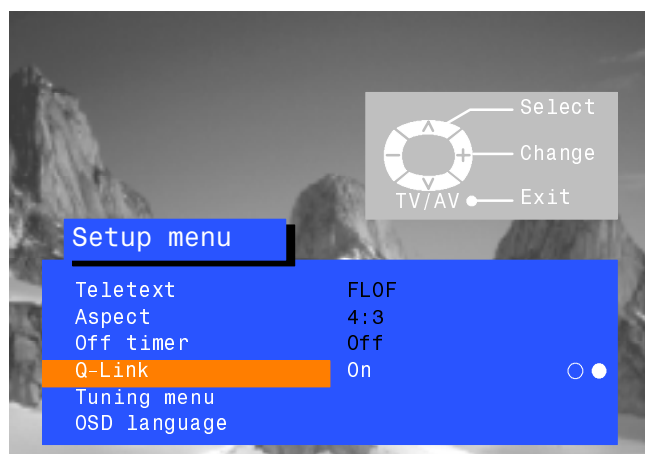 Select
Change
TV/AV Exit
Setup menu
Teletext FLOF
Aspect 4:3
Off timer Off
Q-Link On
Tuning menu
OSD language